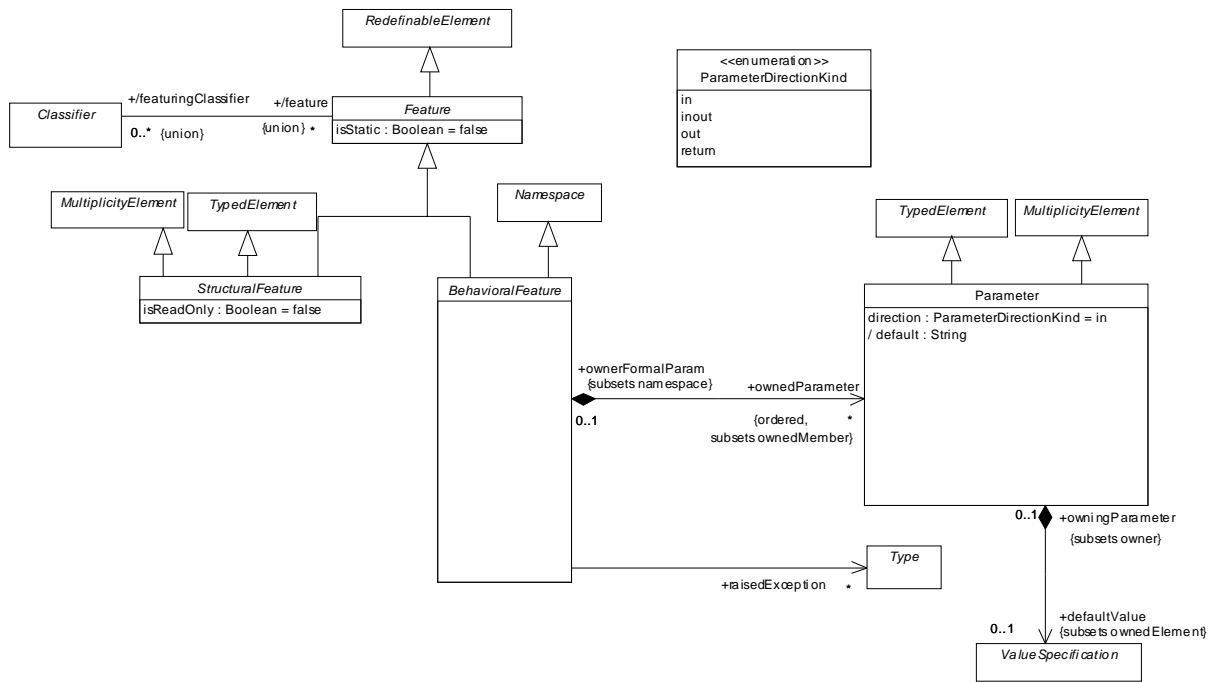 RedefinableElement
<<enumeration>>
ParameterDirectionKind
in
inout
out
return
+/featuringClassifier
+/feature
Classifier
Feature
0..* {union}
{union} *
isStatic : Boolean = false
MultiplicityElement
TypedElement
Namespace
TypedElement
MultiplicityElement
StructuralFeature
isReadOnly : Boolean = false
BehavioralFeature
Parameter
direction : ParameterDirectionKind = in
/ default : String
+ownerFormalParam
{subsets namespace}
+ownedParameter
0..1
{ordered,
*
subsets ownedMember}
0..1
+owningParameter
{subsets owner}
Type
+raisedException
*
+defaultValue
0..1
{subsets ownedElement}
ValueSpecification